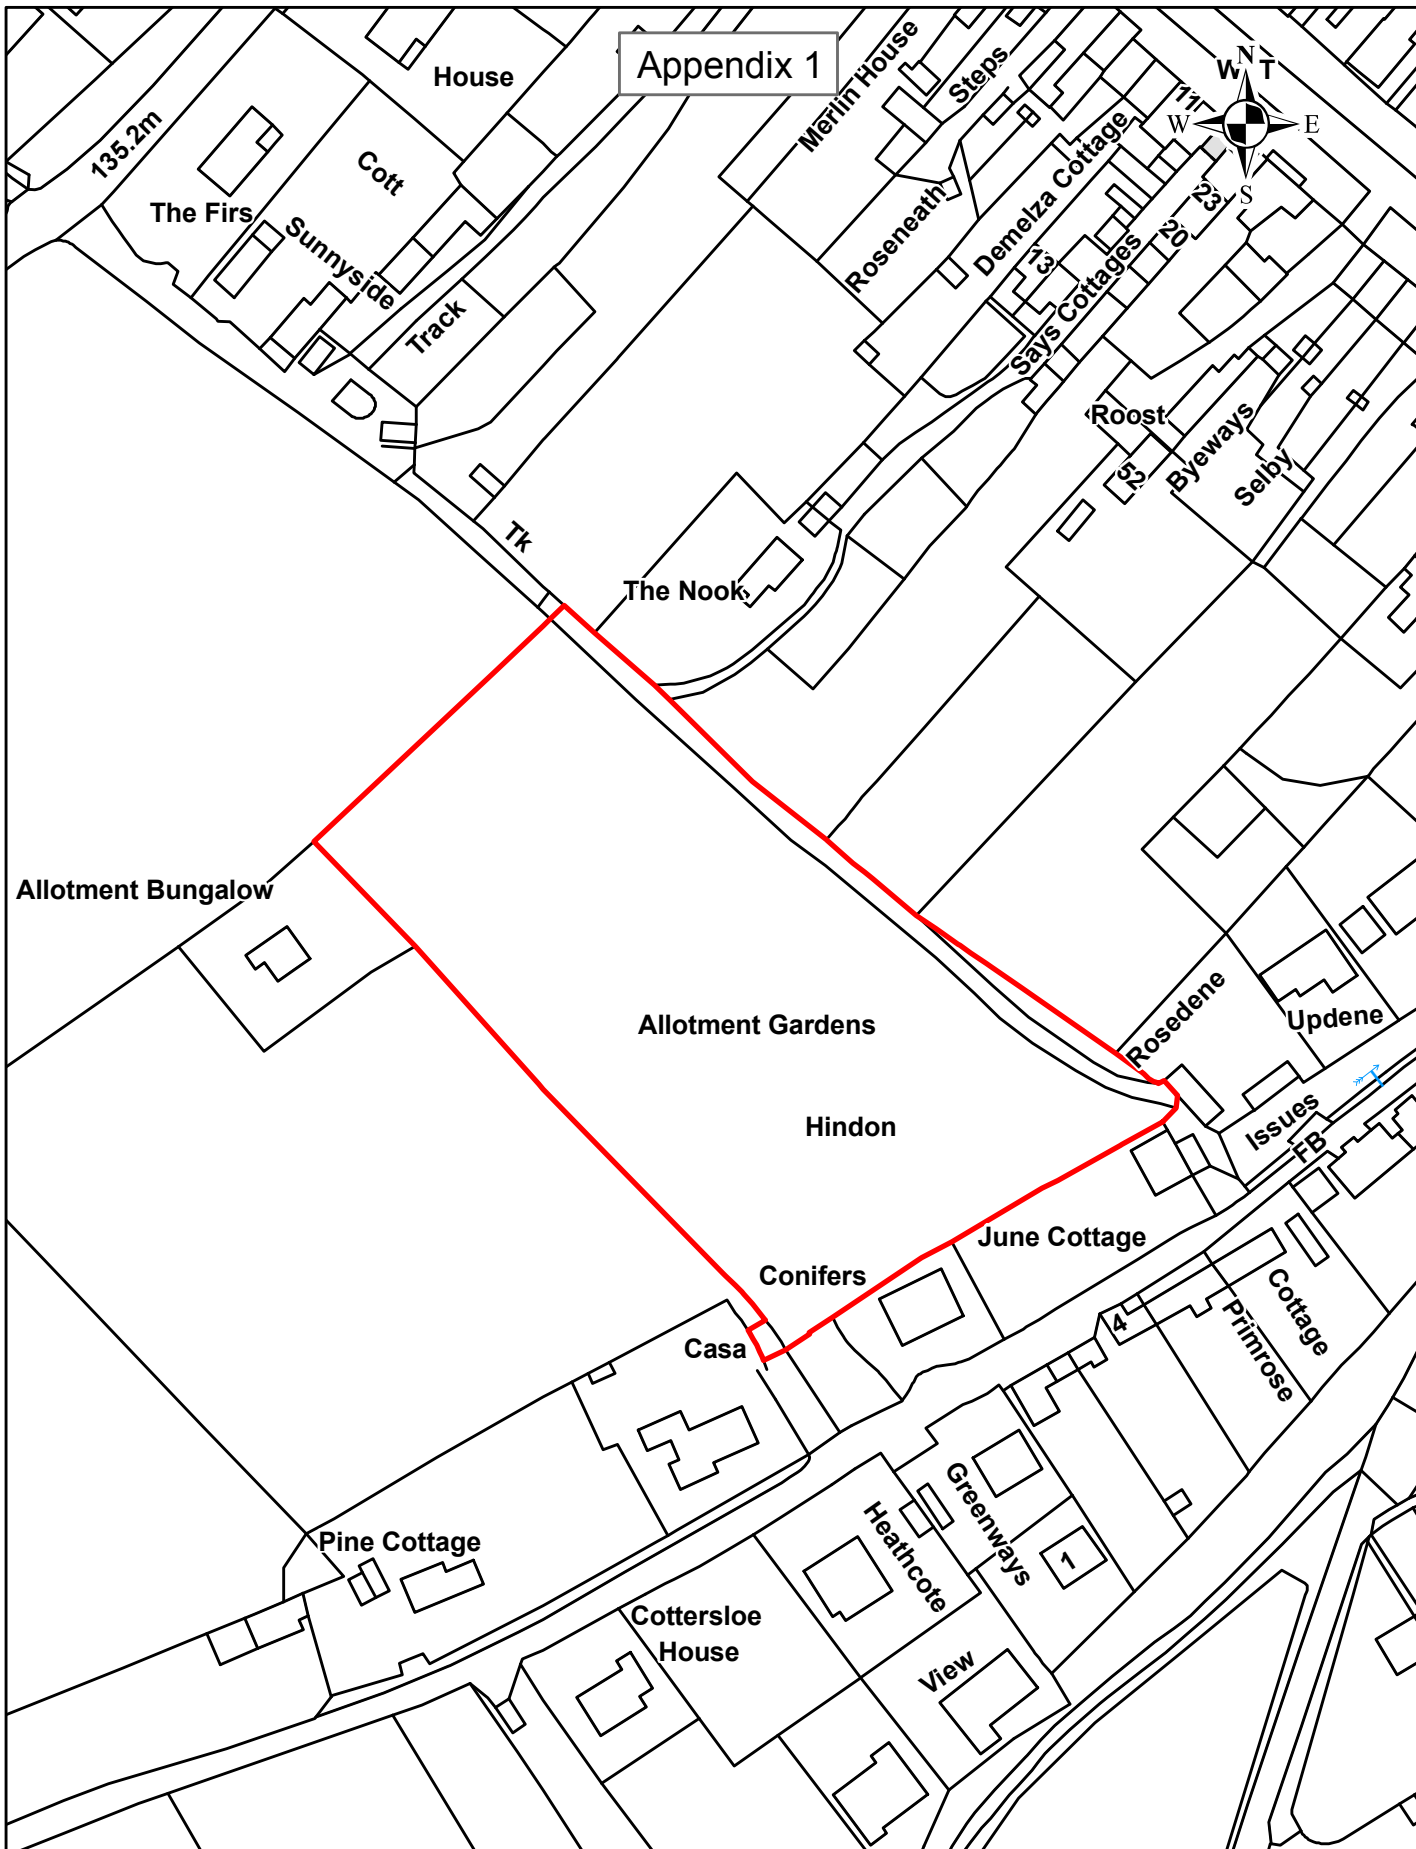 Appendix 1
House
Merlin House
Steps
W T
N
W
E
S
11
135.2m
Cott
The Firs
Sunnyside
Track
Roseneath
Demelza Cottage
13
Says Cottages
20
23
Roost
52
Byeways
Selby
Tk
The Nook
Allotment Bungalow
Allotment Gardens
Hindon
Rosedene
Updene
Issues
FB
June Cottage
Conifers
Casa
4
Primrose
Cottage
Pine Cottage
Greenways
Heathcote
1
Cottersloe
House
View